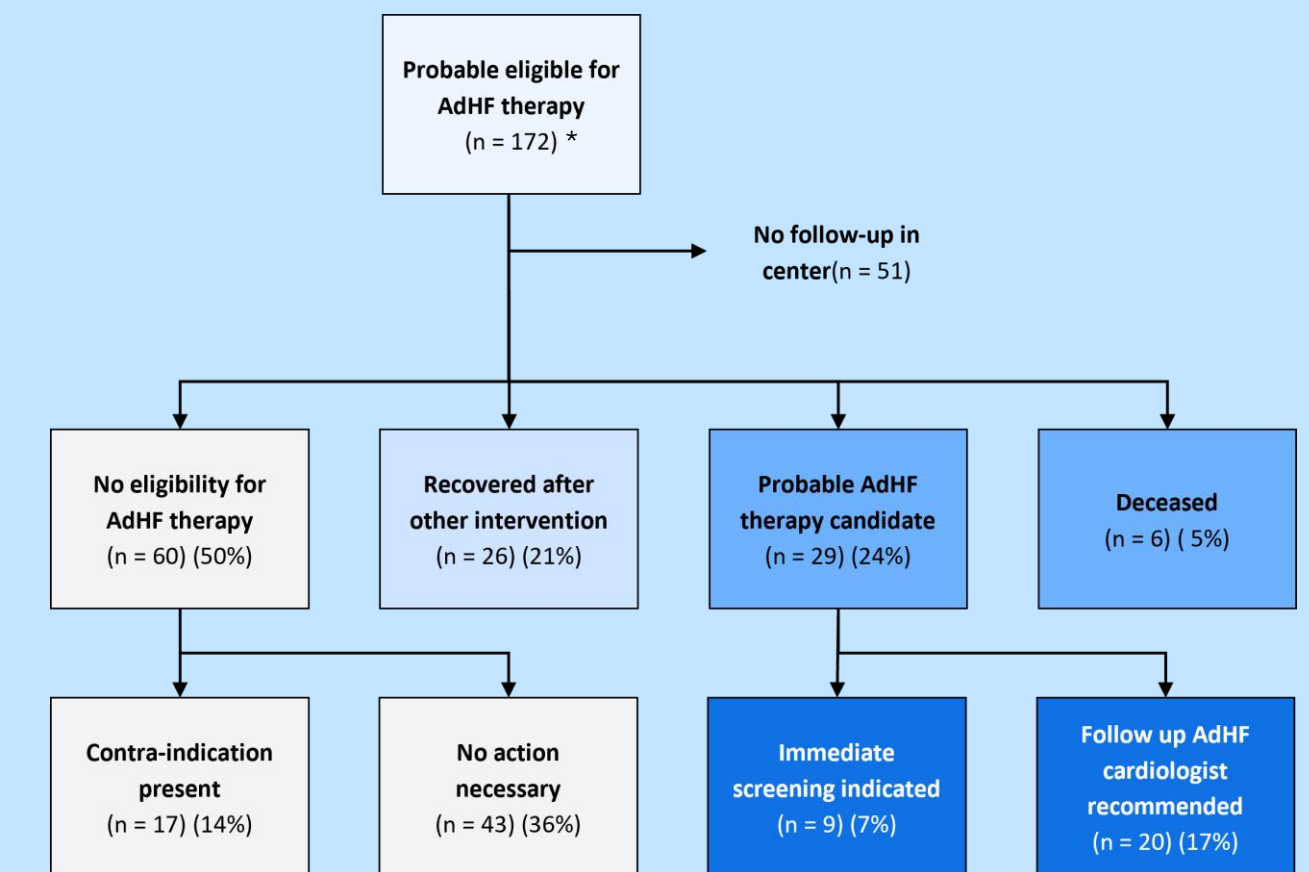 Probable eligible for
AdHF therapy
(n = 172) *
No follow-up in
center(n = 51)
No eligibility for
AdHF therapy
(n = 60) (50%)
Recovered after
other intervention
(n = 26) (21%)
Probable AdHF
therapy candidate
(n = 29) (24%)
Deceased
(n = 6) ( 5%)
Contra-indication
present
(n = 17) (14%)
No action
necessary
(n = 43) (36%)
Immediate
screening indicated
(n = 9) (7%)
Follow up AdHF
cardiologist
recommended
(n = 20) (17%)